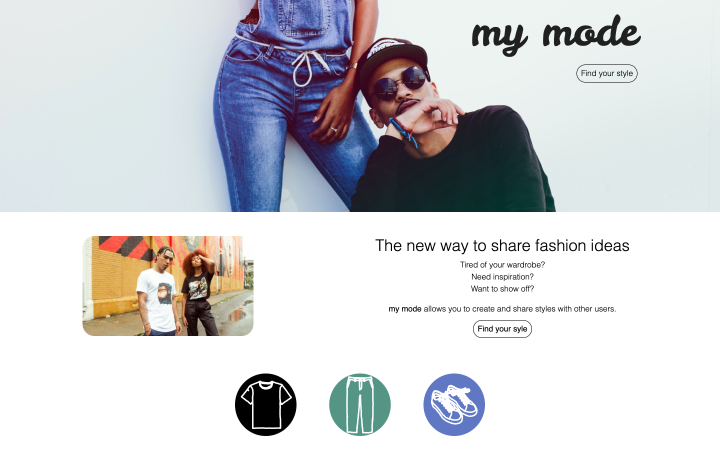 my mode
Find your style
The new way to share fashion ideas
Tired of your wardrobe?
Need inspiration?
Want to show off?
my mode allows you to create and share styles with other users.
Find your syle